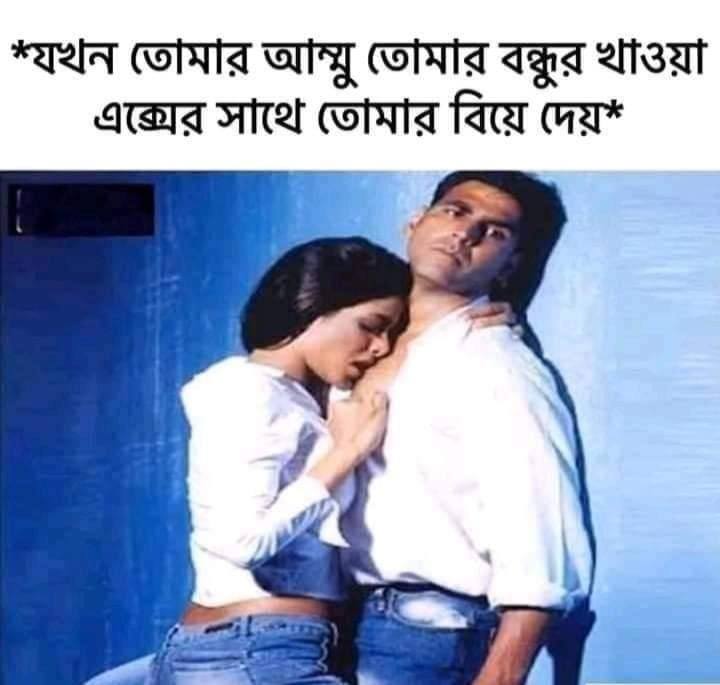 *যখন তোমার আম্মু তোমার বন্ধুর খাওয়া
এক্সের সাথে তোমার বিয়ে দেয়*